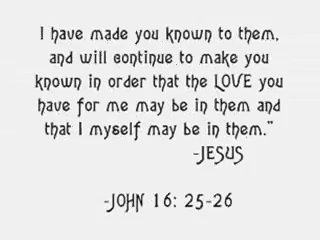 I have made you known to them,
and will continue to make you
known in order that the LOVE you
have for me may be in them and
that I myself may be in them."
-JESUS
-JOHN 16: 25-26